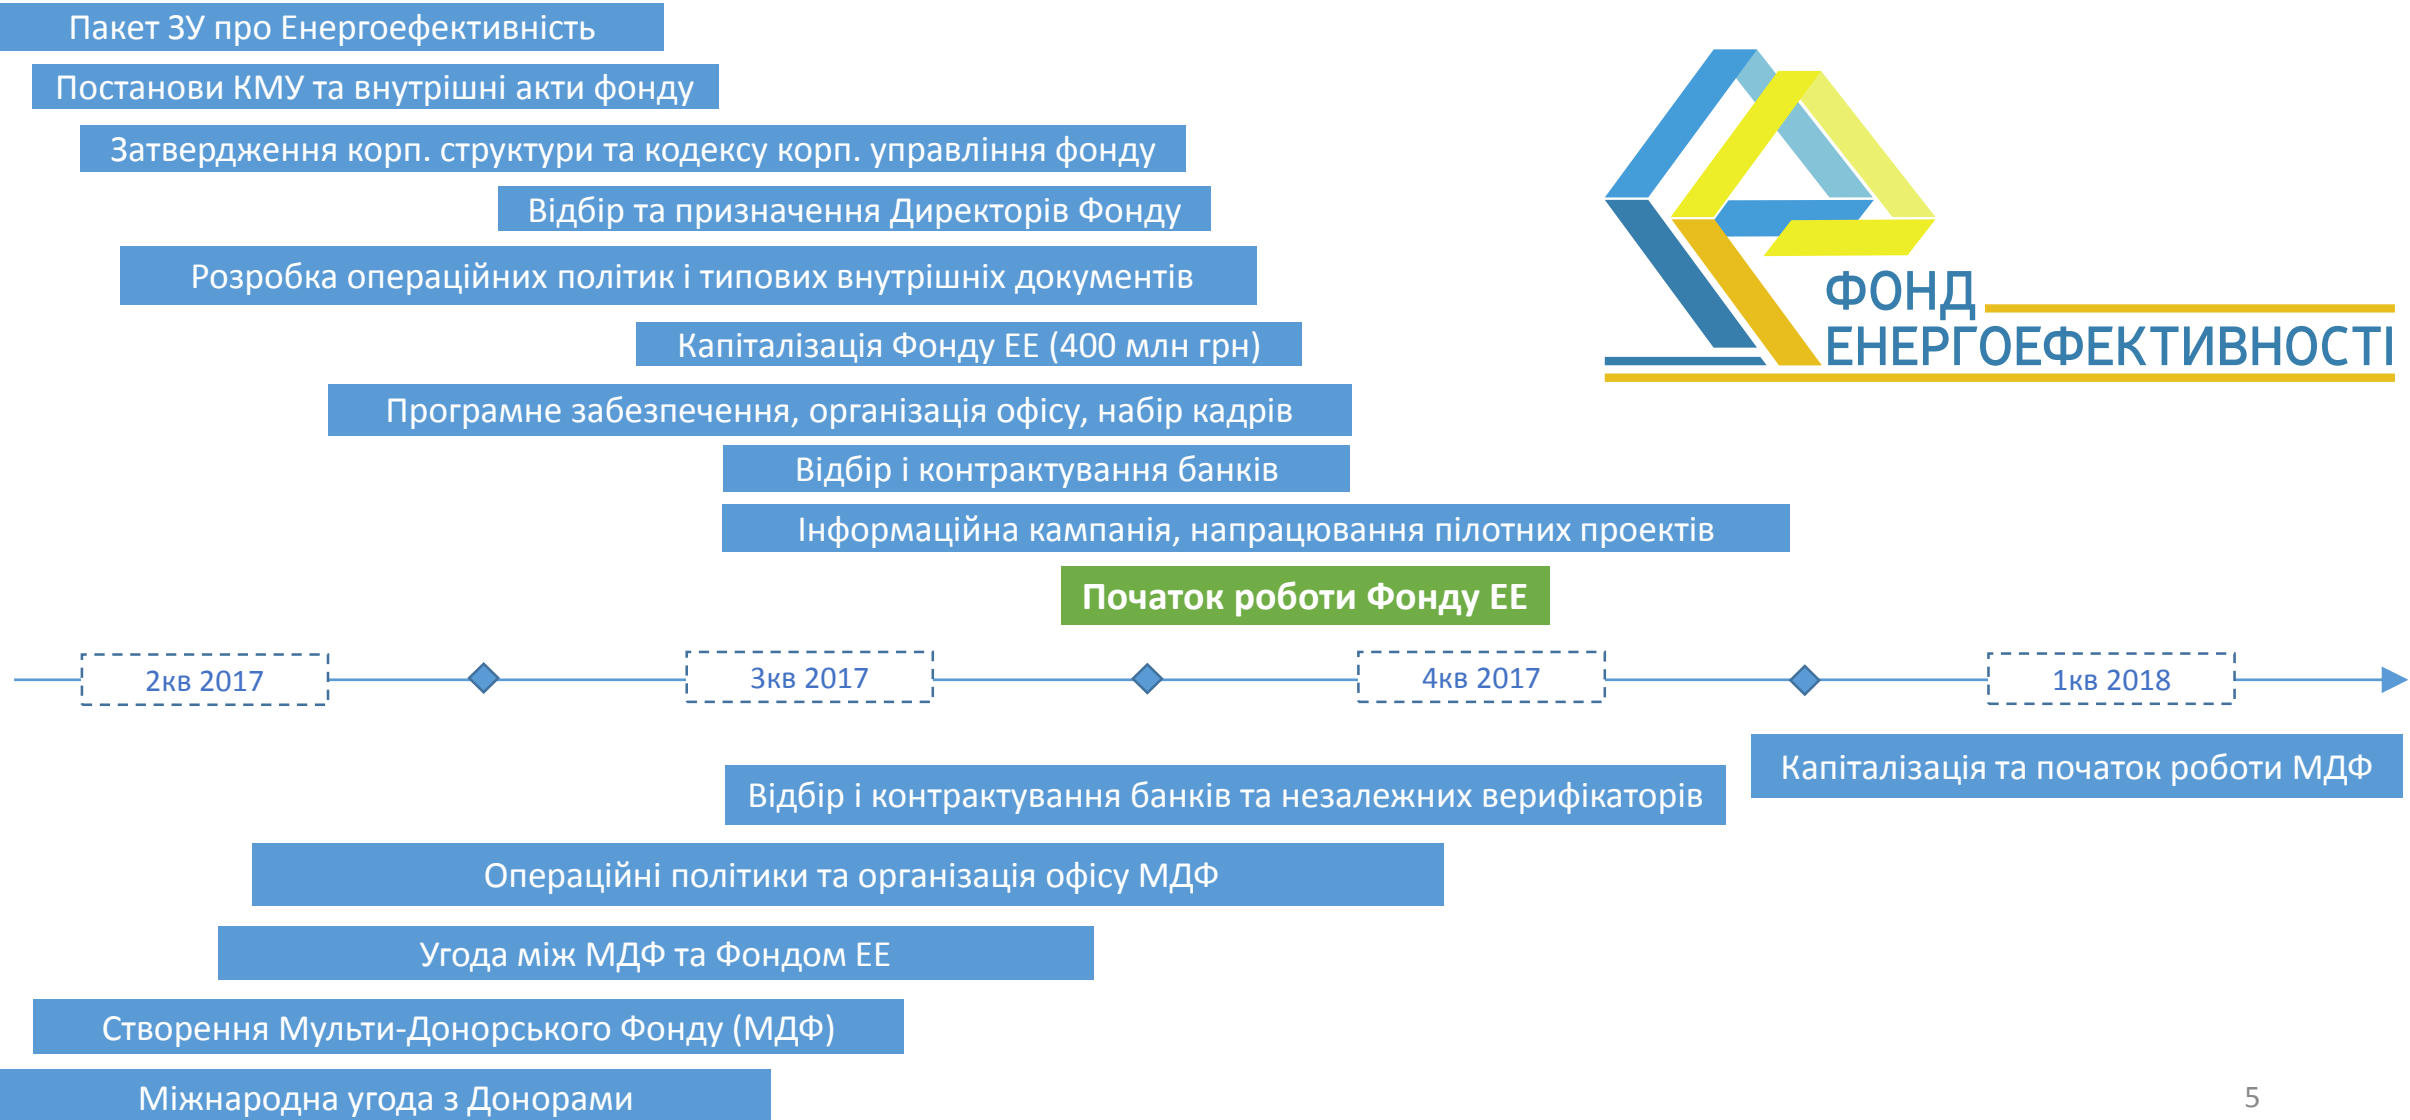 Пакет ЗУ про Енергоефективність
Постанови КМУ та внутрішні акти фонду
Затвердження корп. структури та кодексу корп. управління фонду
Відбір та призначення Директорів Фонду
Розробка операційних політик і типових внутрішніх документів
Капіталізація Фонду ЕЕ (400 млн грн)
Програмне забезпечення, організація офісу, набір кадрів
Відбір і контрактування банків
Інформаційна кампанія, напрацювання пілотних проектів
Початок роботи Фонду ЕЕ
ФОНД
ЕНЕРГОЕФЕКТИВНОСТІ
2кв 2017
3кв 2017
4кв 2017
1кв 2018
Капіталізація та початок роботи МДФ
Відбір і контрактування банків та незалежних верифікаторів
Операційні політики та організація офісу МДФ
Угода між МДФ та Фондом ЕЕ
Створення Мульти-Донорського Фонду (МДФ)
Міжнародна угода з Донорами
5